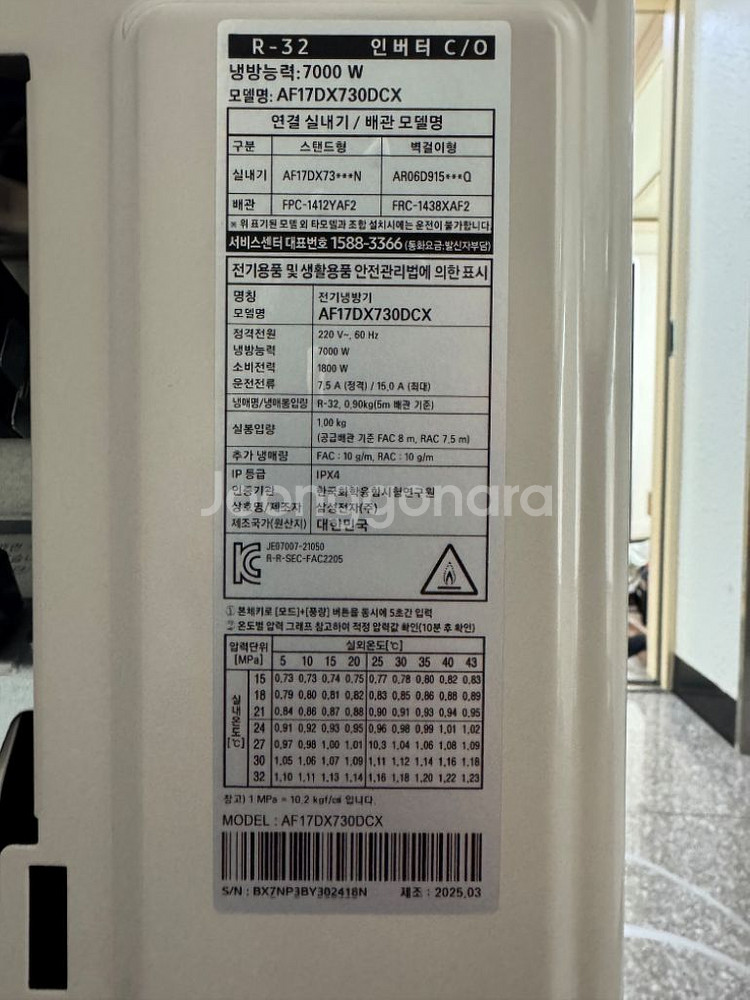 R-32 인버터 C/O
냉방능력:7000 W
모델명: AF17DX730DCX
연결 실내기 / 배관 모델명
구분 스탠드형 벽걸이형
실내기 AF17DX73***N AR06D915***Q
배관 FPC-1412YAF2 FRC-1438XAF2
※ 위 표기된 모델 외 타모델과 조합 설치시에는 운전이 불가합니다.
서비스센터 대표번호 1588-3366 (통화요금:발신자부담)
전기용품 및 생활용품 안전관리법에 의한 표시
명칭 전기냉방기
모델명 AF17DX730DCX
정격전원 220 V~, 60 Hz
냉방능력 7000 W
소비전력 1800 W
운전전류 7.5 A (정격) / 15.0 A (최대)
냉매명/냉매봉입량 R-32, 0.90kg(5m 배관 기준)
실봉입량 1.00 kg
(공급배관 기준 FAC 8 m, RAC 7.5 m)
추가 냉매량 FAC : 10 g/m, RAC : 10 g/m
IP 등급 IPX4
인증기관 한국화학융합시험연구원
상호명/제조자 삼성전자(주)
제조국가(원산지) 대한민국
JE07007-21050
R-R-SEC-FAC2205
① 본체키로 [모드]+[풍량] 버튼을 동시에 5초간 입력
② 온도별 압력 그래프 참고하여 적정 압력값 확인(10분 후 확인)
압력단위 [MPa] 실외온도[℃]
5 10 15 20 25 30 35 40 43
실내온도[℃]
15 0.73 0.73 0.74 0.75 0.77 0.78 0.80 0.82 0.83
18 0.79 0.80 0.81 0.82 0.83 0.85 0.86 0.88 0.89
21 0.84 0.86 0.87 0.88 0.90 0.91 0.93 0.94 0.95
24 0.91 0.92 0.93 0.95 0.96 0.98 0.99 1.01 1.02
27 0.97 0.98 1.00 1.01 10.3 1.04 1.06 1.08 1.09
30 1.05 1.06 1.07 1.09 1.11 1.12 1.14 1.16 1.18
32 1.10 1.11 1.13 1.14 1.16 1.18 1.20 1.22 1.23
참고) 1 MPa = 10.2 kgf/㎠ 입니다.
MODEL : AF17DX730DCX
S/N : BX7NP3BY302418N 제조 : 2025.03
Joonggonara